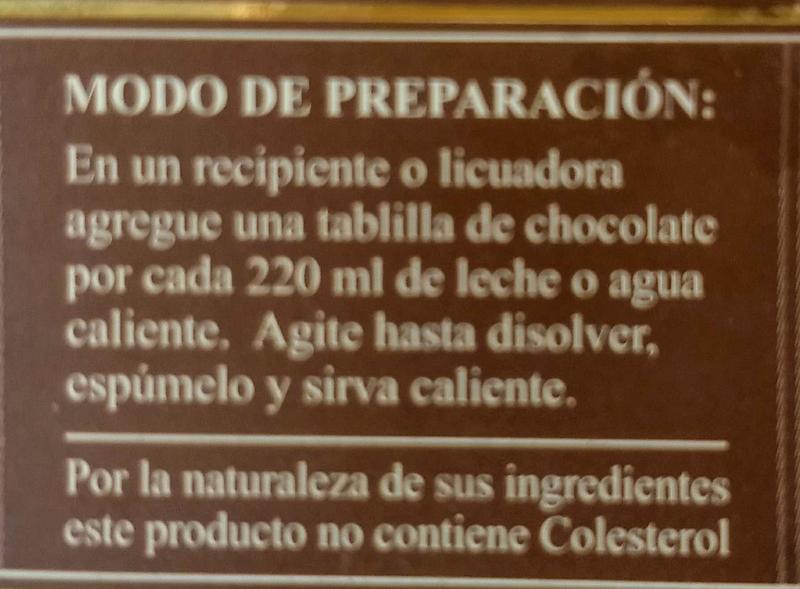 MODO DE PREPARACIÓN:
En un recipiente o licuadora
agregue una tablilla de chocolate
por cada 220 ml de leche o agua
caliente. Agite hasta disolver,
espúmelo y sirva caliente.
Por la naturaleza de sus ingredientes
este producto no contiene Colesterol